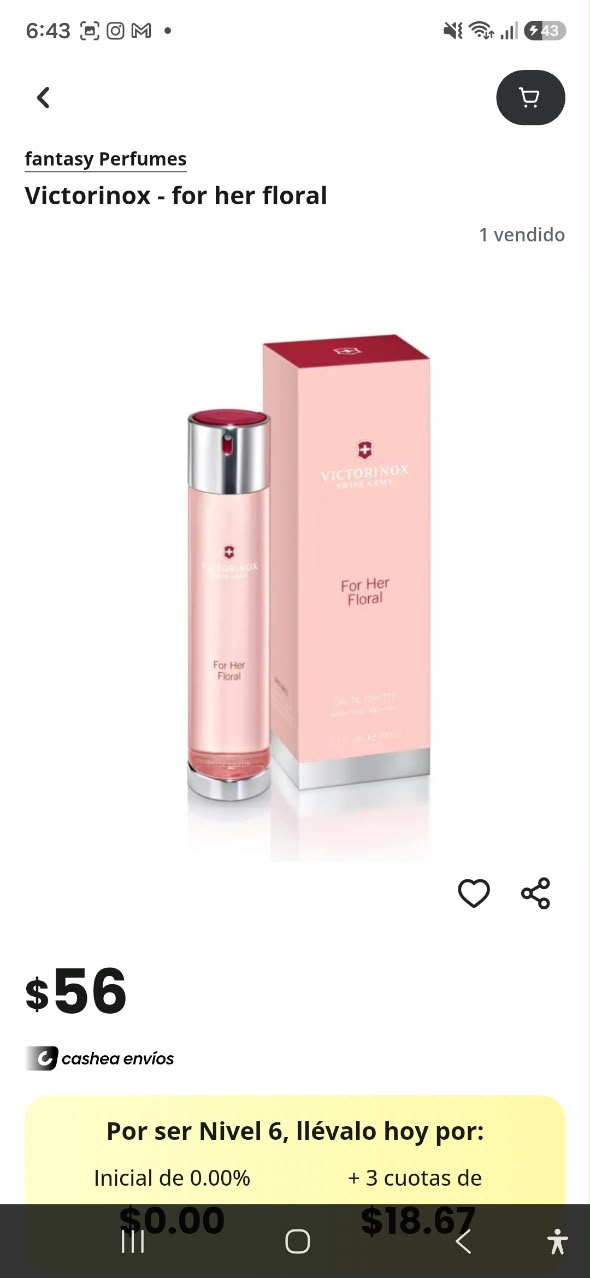 6:43
43
fantasy Perfumes
Victorinox - for her floral
1 vendido
VICTORINOX
SWISS ARMY
For Her
Floral
VICTORINOX
For Her
Floral
$56
cashea envíos
Por ser Nivel 6, llévalo hoy por:
Inicial de 0.00% + 3 cuotas de
$0.00 $18.67